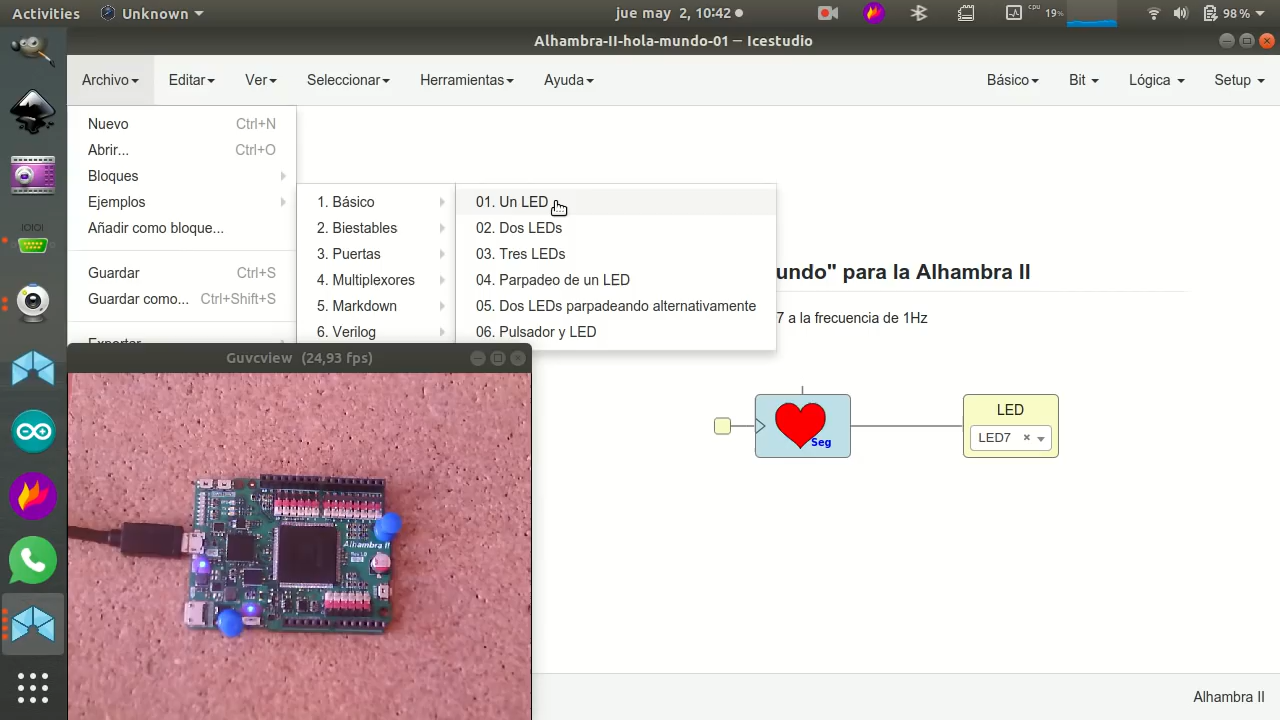 Activities Unknown jue may 2, 10:42 cpu 19% 98%
Alhambra-II-hola-mundo-01 – Icestudio
Archivo Editar Ver Seleccionar Herramientas Ayuda Básico Bit Lógica Setup
Nuevo Ctrl+N
Abrir... Ctrl+O
Bloques
Ejemplos
Añadir como bloque...
Guardar Ctrl+S
Guardar como... Ctrl+Shift+S
1. Básico
2. Biestables
3. Puertas
4. Multiplexores
5. Markdown
6. Verilog
01. Un LED
02. Dos LEDs
03. Tres LEDs
04. Parpadeo de un LED
05. Dos LEDs parpadeando alternativamente
06. Pulsador y LED
undo" para la Alhambra II
7 a la frecuencia de 1Hz
Seg
LED
LED7
Guvcview (24,93 fps)
Alhambra II
IOIOI
Alhambra II